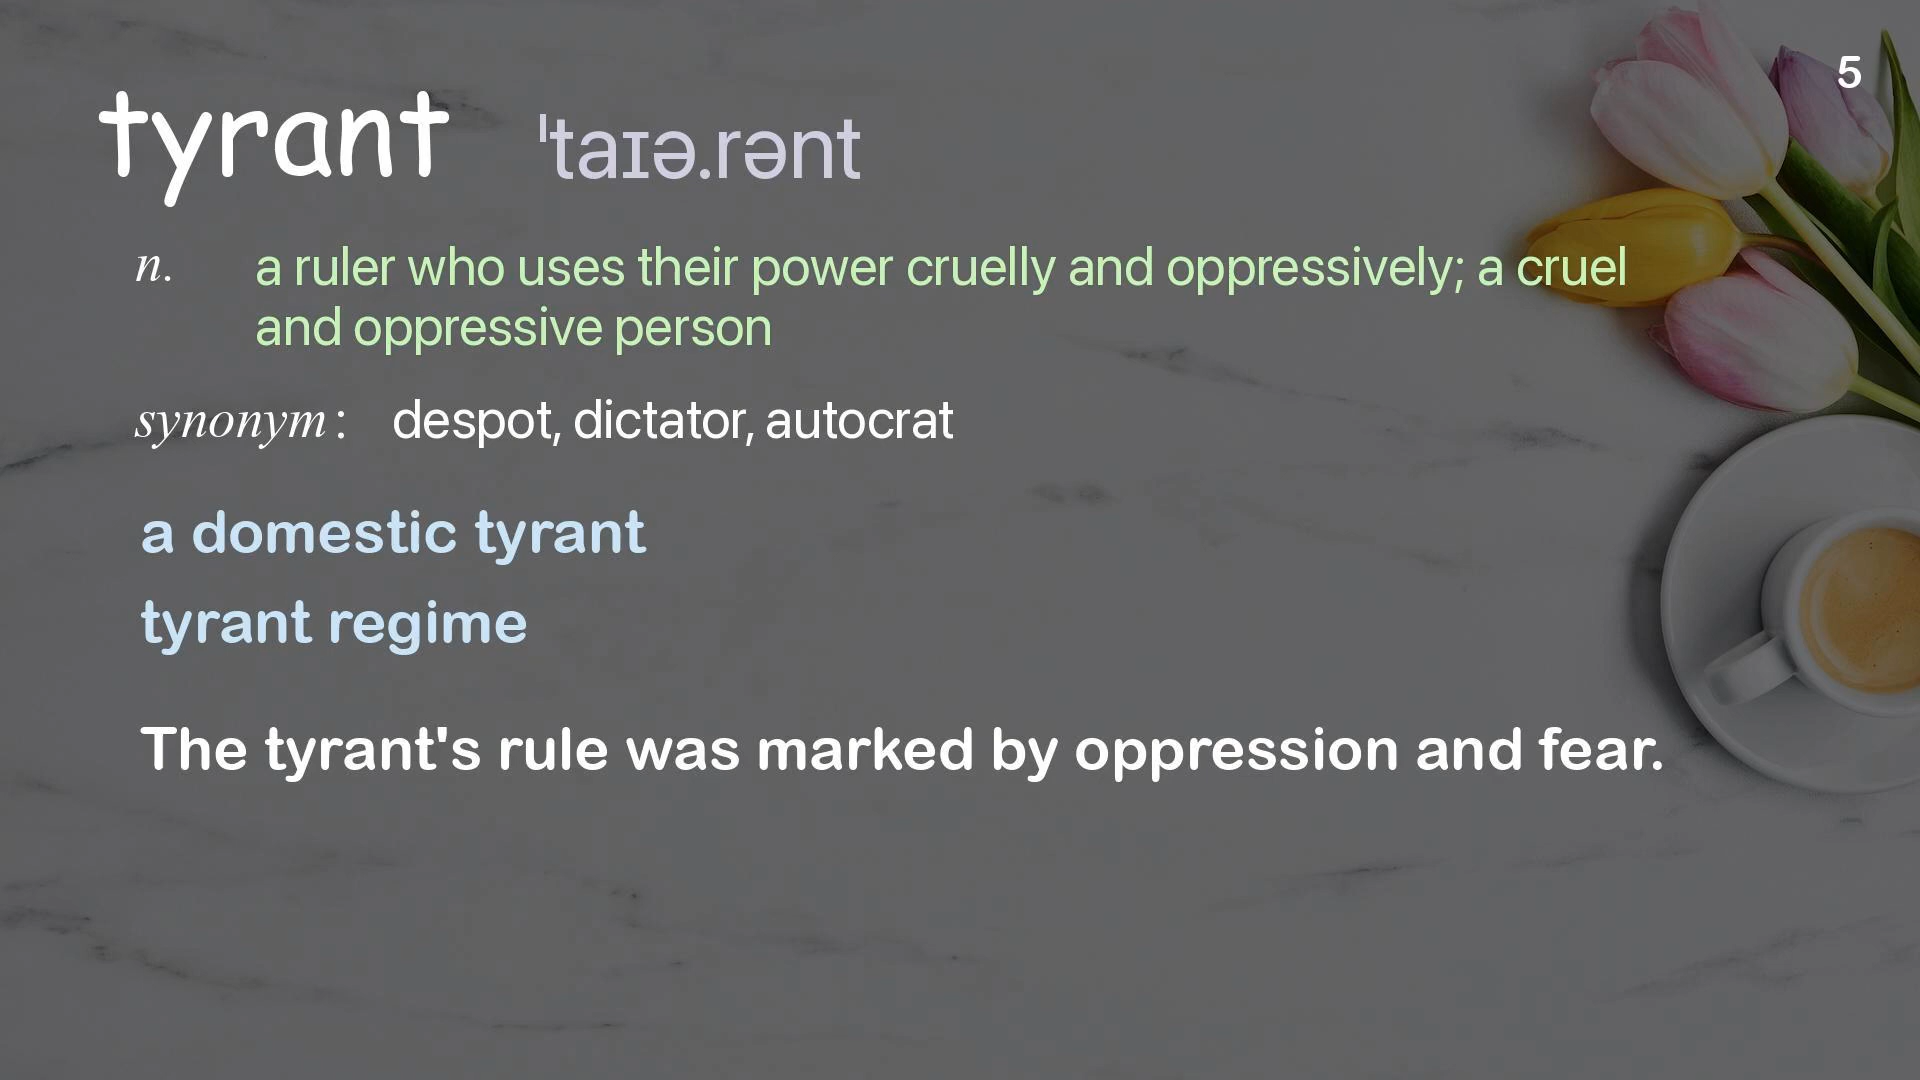 5
tyrant ˈtaɪə.rənt
n. a ruler who uses their power cruelly and oppressively; a cruel
and oppressive person
synonym: despot, dictator, autocrat
a domestic tyrant
tyrant regime
The tyrant's rule was marked by oppression and fear.